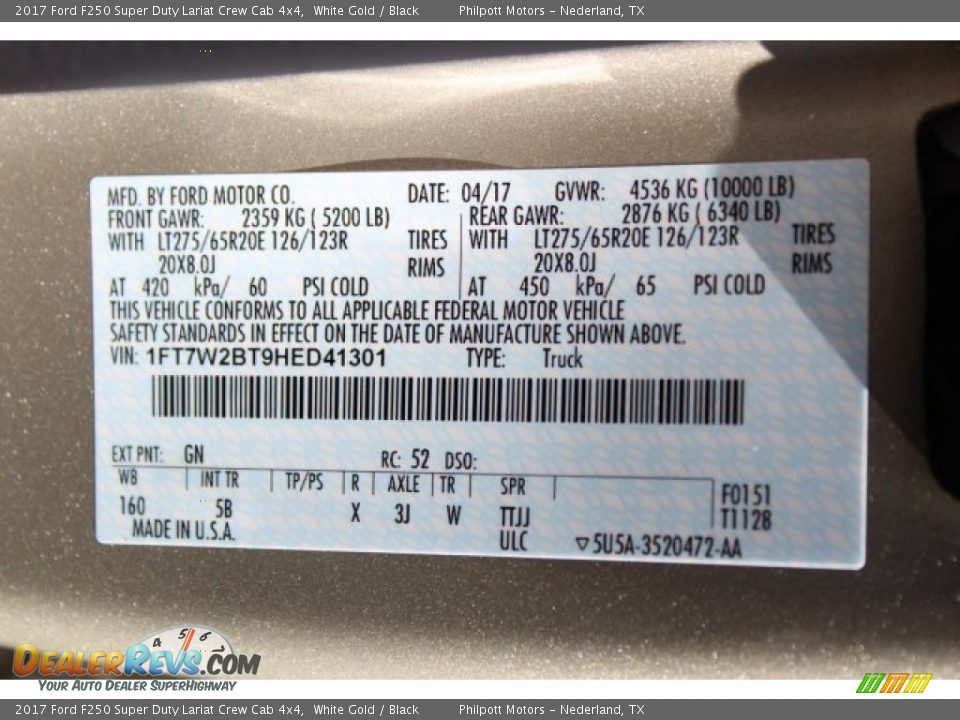 2017 Ford F250 Super Duty Lariat Crew Cab 4x4, White Gold / Black Philpott Motors - Nederland, TX
MFD. BY FORD MOTOR CO. DATE: 04/17 GVWR: 4536 KG (10000 LB)
FRONT GAWR: 2359 KG ( 5200 LB) REAR GAWR: 2876 KG ( 6340 LB)
WITH LT275/65R20E 126/123R TIRES WITH LT275/65R20E 126/123R TIRES
20X8.0J RIMS 20X8.0J RIMS
AT 420 kPa/ 60 PSI COLD AT 450 kPa/ 65 PSI COLD
THIS VEHICLE CONFORMS TO ALL APPLICABLE FEDERAL MOTOR VEHICLE
SAFETY STANDARDS IN EFFECT ON THE DATE OF MANUFACTURE SHOWN ABOVE.
VIN: 1FT7W2BT9HED41301 TYPE: Truck
EXT PNT: GN RC: 52 DSO:
WB INT TR TP/PS R AXLE TR SPR F0151
160 5B X 3J W TTJJ T1128
MADE IN U.S.A. ULC ▽5U5A-3520472-AA
4 5 6
DEALERREVS.COM
YOUR AUTO DEALER SUPERHIGHWAY
2017 Ford F250 Super Duty Lariat Crew Cab 4x4, White Gold / Black Philpott Motors - Nederland, TX